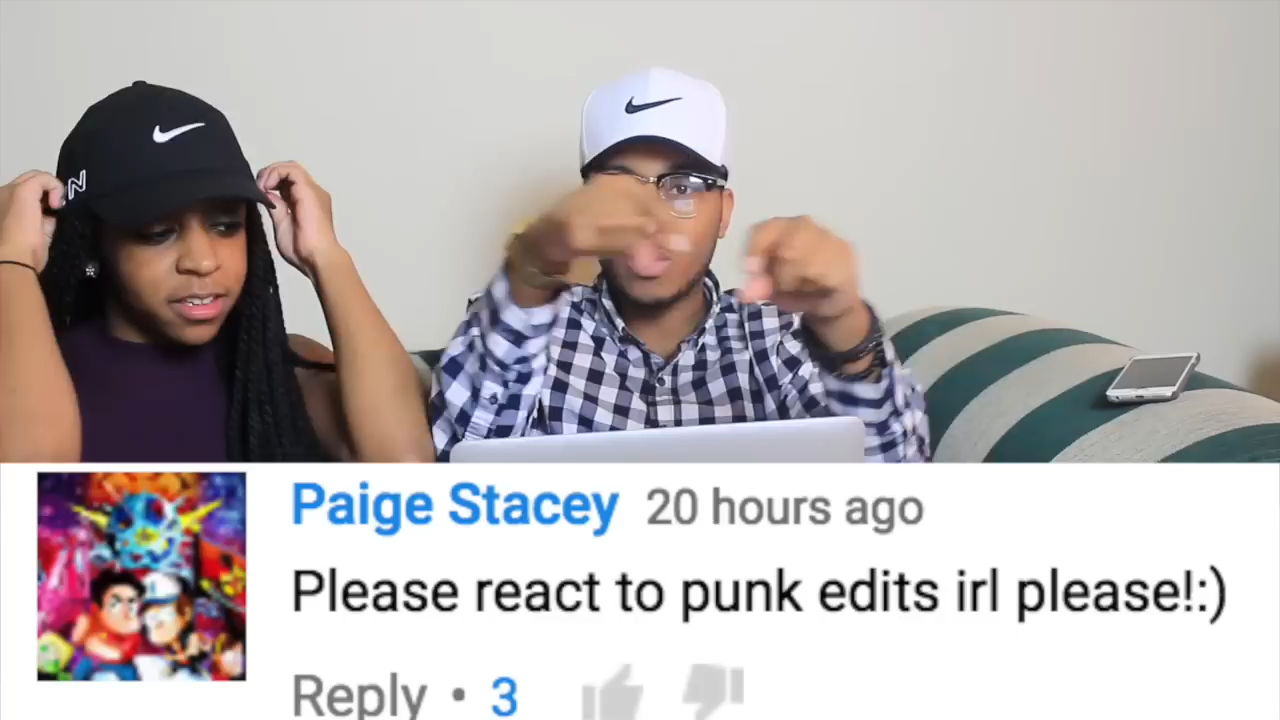 N
Paige Stacey 20 hours ago
Please react to punk edits irl please!:)
Reply • 3